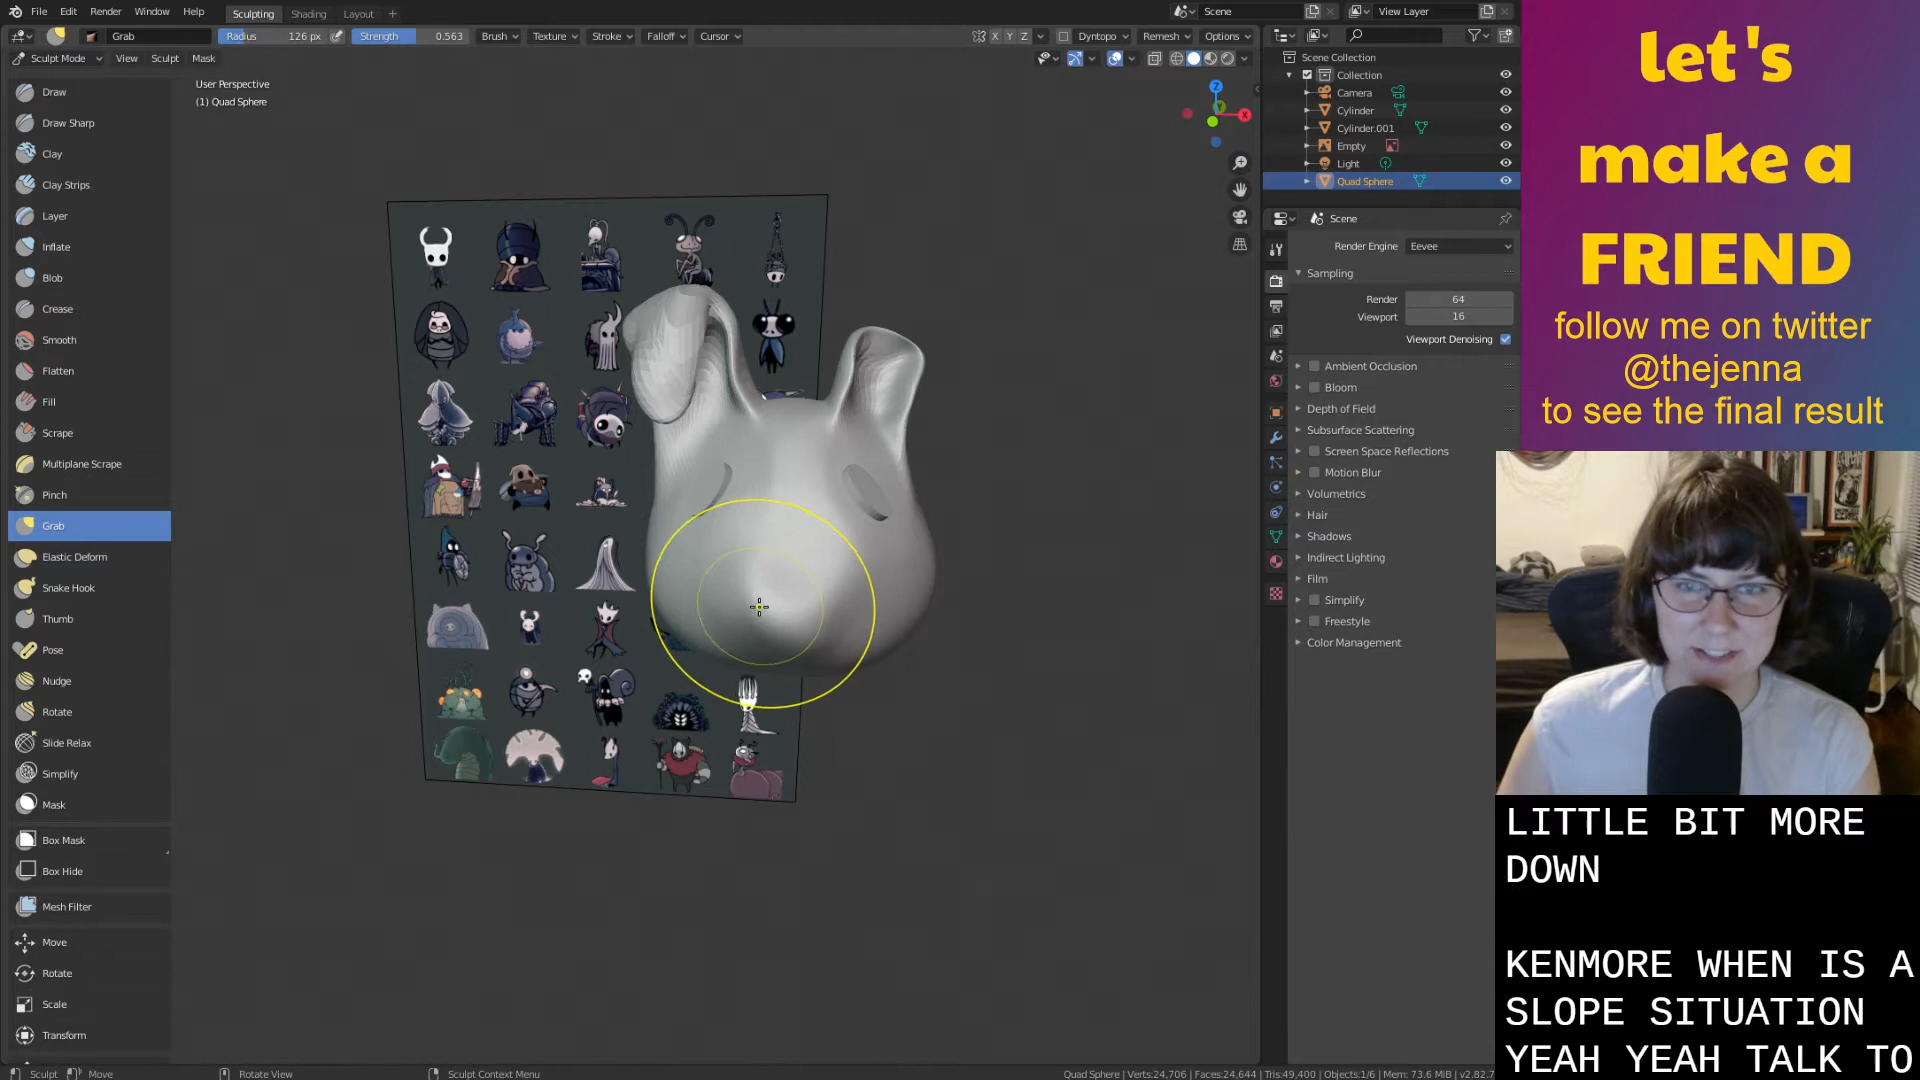 File Edit Render Window Help Sculpting Shading Layout + Scene View Layer
Grab Radius 126 px Strength 0.563 Brush Texture Stroke Falloff Cursor X Y Z Dyntopo Remesh Options
Sculpt Mode View Sculpt Mask
User Perspective
(1) Quad Sphere
Draw
Draw Sharp
Clay
Clay Strips
Layer
Inflate
Blob
Crease
Smooth
Flatten
Fill
Scrape
Multiplane Scrape
Pinch
Grab
Elastic Deform
Snake Hook
Thumb
Pose
Nudge
Rotate
Slide Relax
Simplify
Mask
Box Mask
Box Hide
Mesh Filter
Move
Rotate
Scale
Transform
Z
X
Scene Collection
Collection
Camera
Cylinder
Cylinder.001
Empty
Light
Quad Sphere
Scene
Render Engine Eevee
Sampling
Render 64
Viewport 16
Viewport Denoising
Ambient Occlusion
Bloom
Depth of Field
Subsurface Scattering
Screen Space Reflections
Motion Blur
Volumetrics
Hair
Shadows
Indirect Lighting
Film
Simplify
Freestyle
Color Management
let's
make a
FRIEND
follow me on twitter
@thejenna
to see the final result
LITTLE BIT MORE
DOWN
KENMORE WHEN IS A
SLOPE SITUATION
YEAH YEAH TALK TO
Sculpt Move Rotate View Sculpt Context Menu Quad Sphere | Verts:24,706 | Faces:24,644 | Tris:49,400 | Objects:1/6 | Mem: 73.6 MiB | v2.82.7